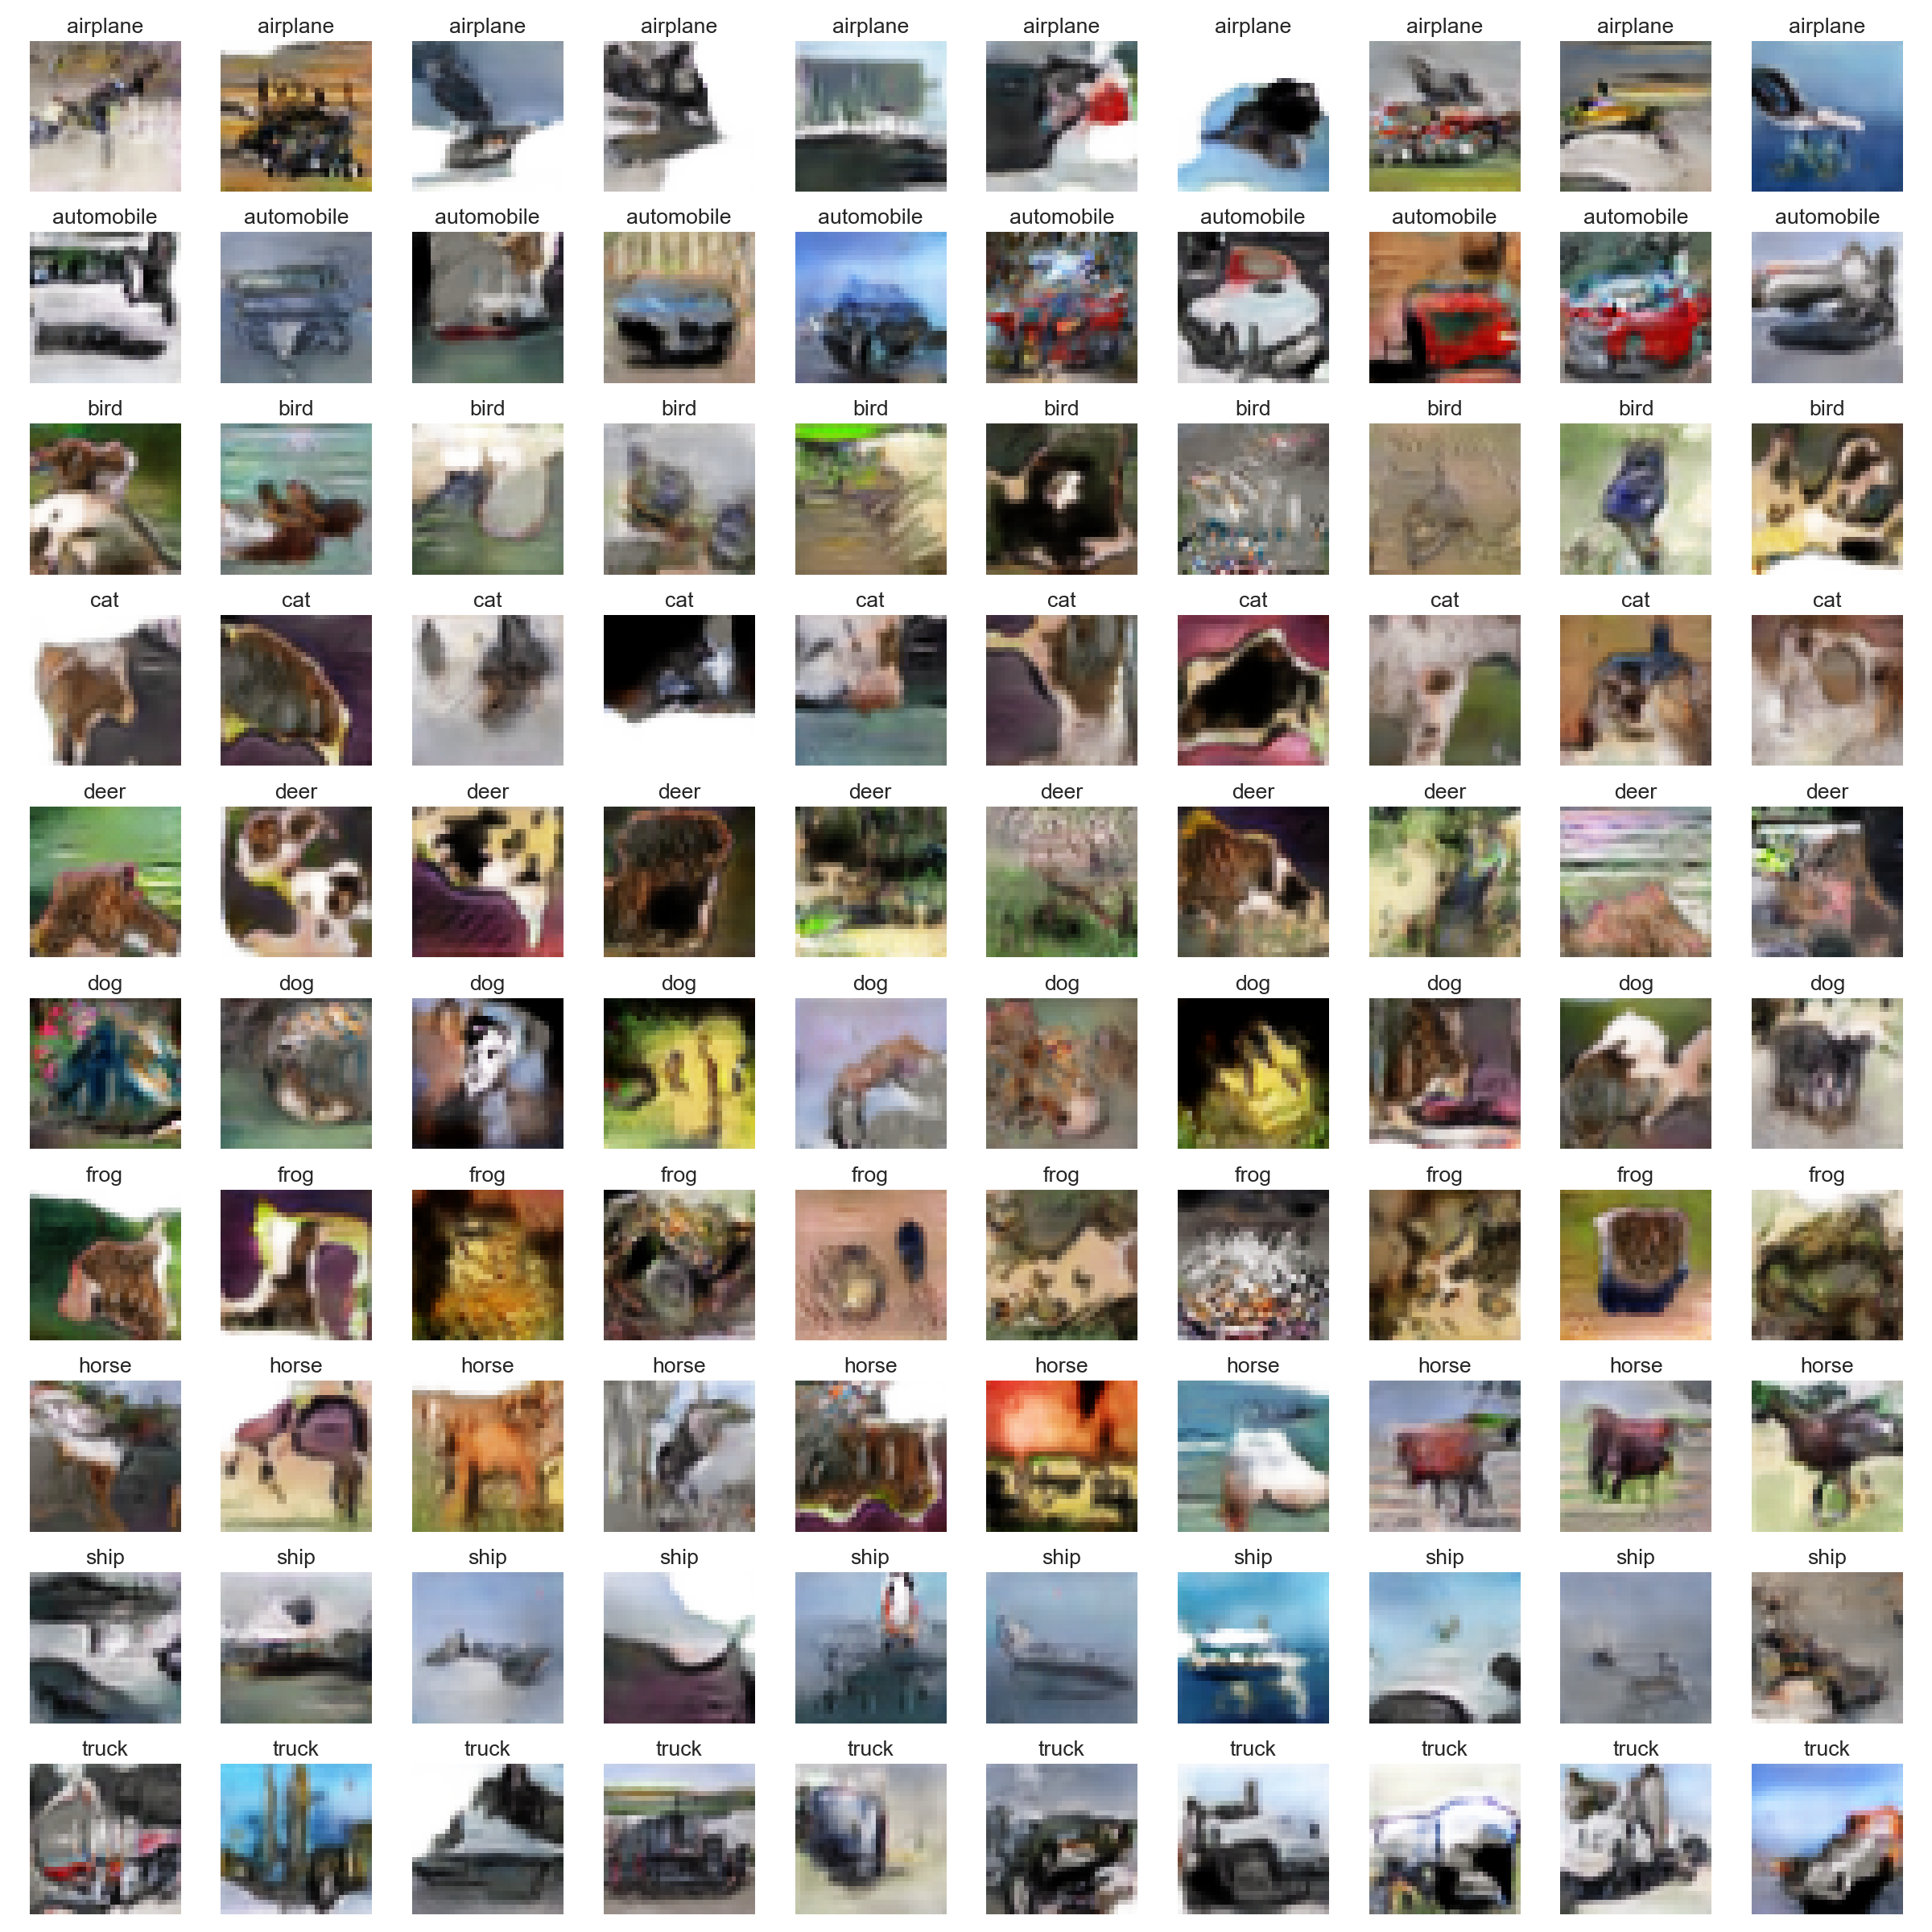 airplane airplane airplane airplane airplane airplane airplane airplane airplane airplane
automobile automobile automobile automobile automobile automobile automobile automobile automobile automobile
bird bird bird bird bird bird bird bird bird bird
cat cat cat cat cat cat cat cat cat cat
deer deer deer deer deer deer deer deer deer deer
dog dog dog dog dog dog dog dog dog dog
frog frog frog frog frog frog frog frog frog frog
horse horse horse horse horse horse horse horse horse horse
ship ship ship ship ship ship ship ship ship ship
truck truck truck truck truck truck truck truck truck truck